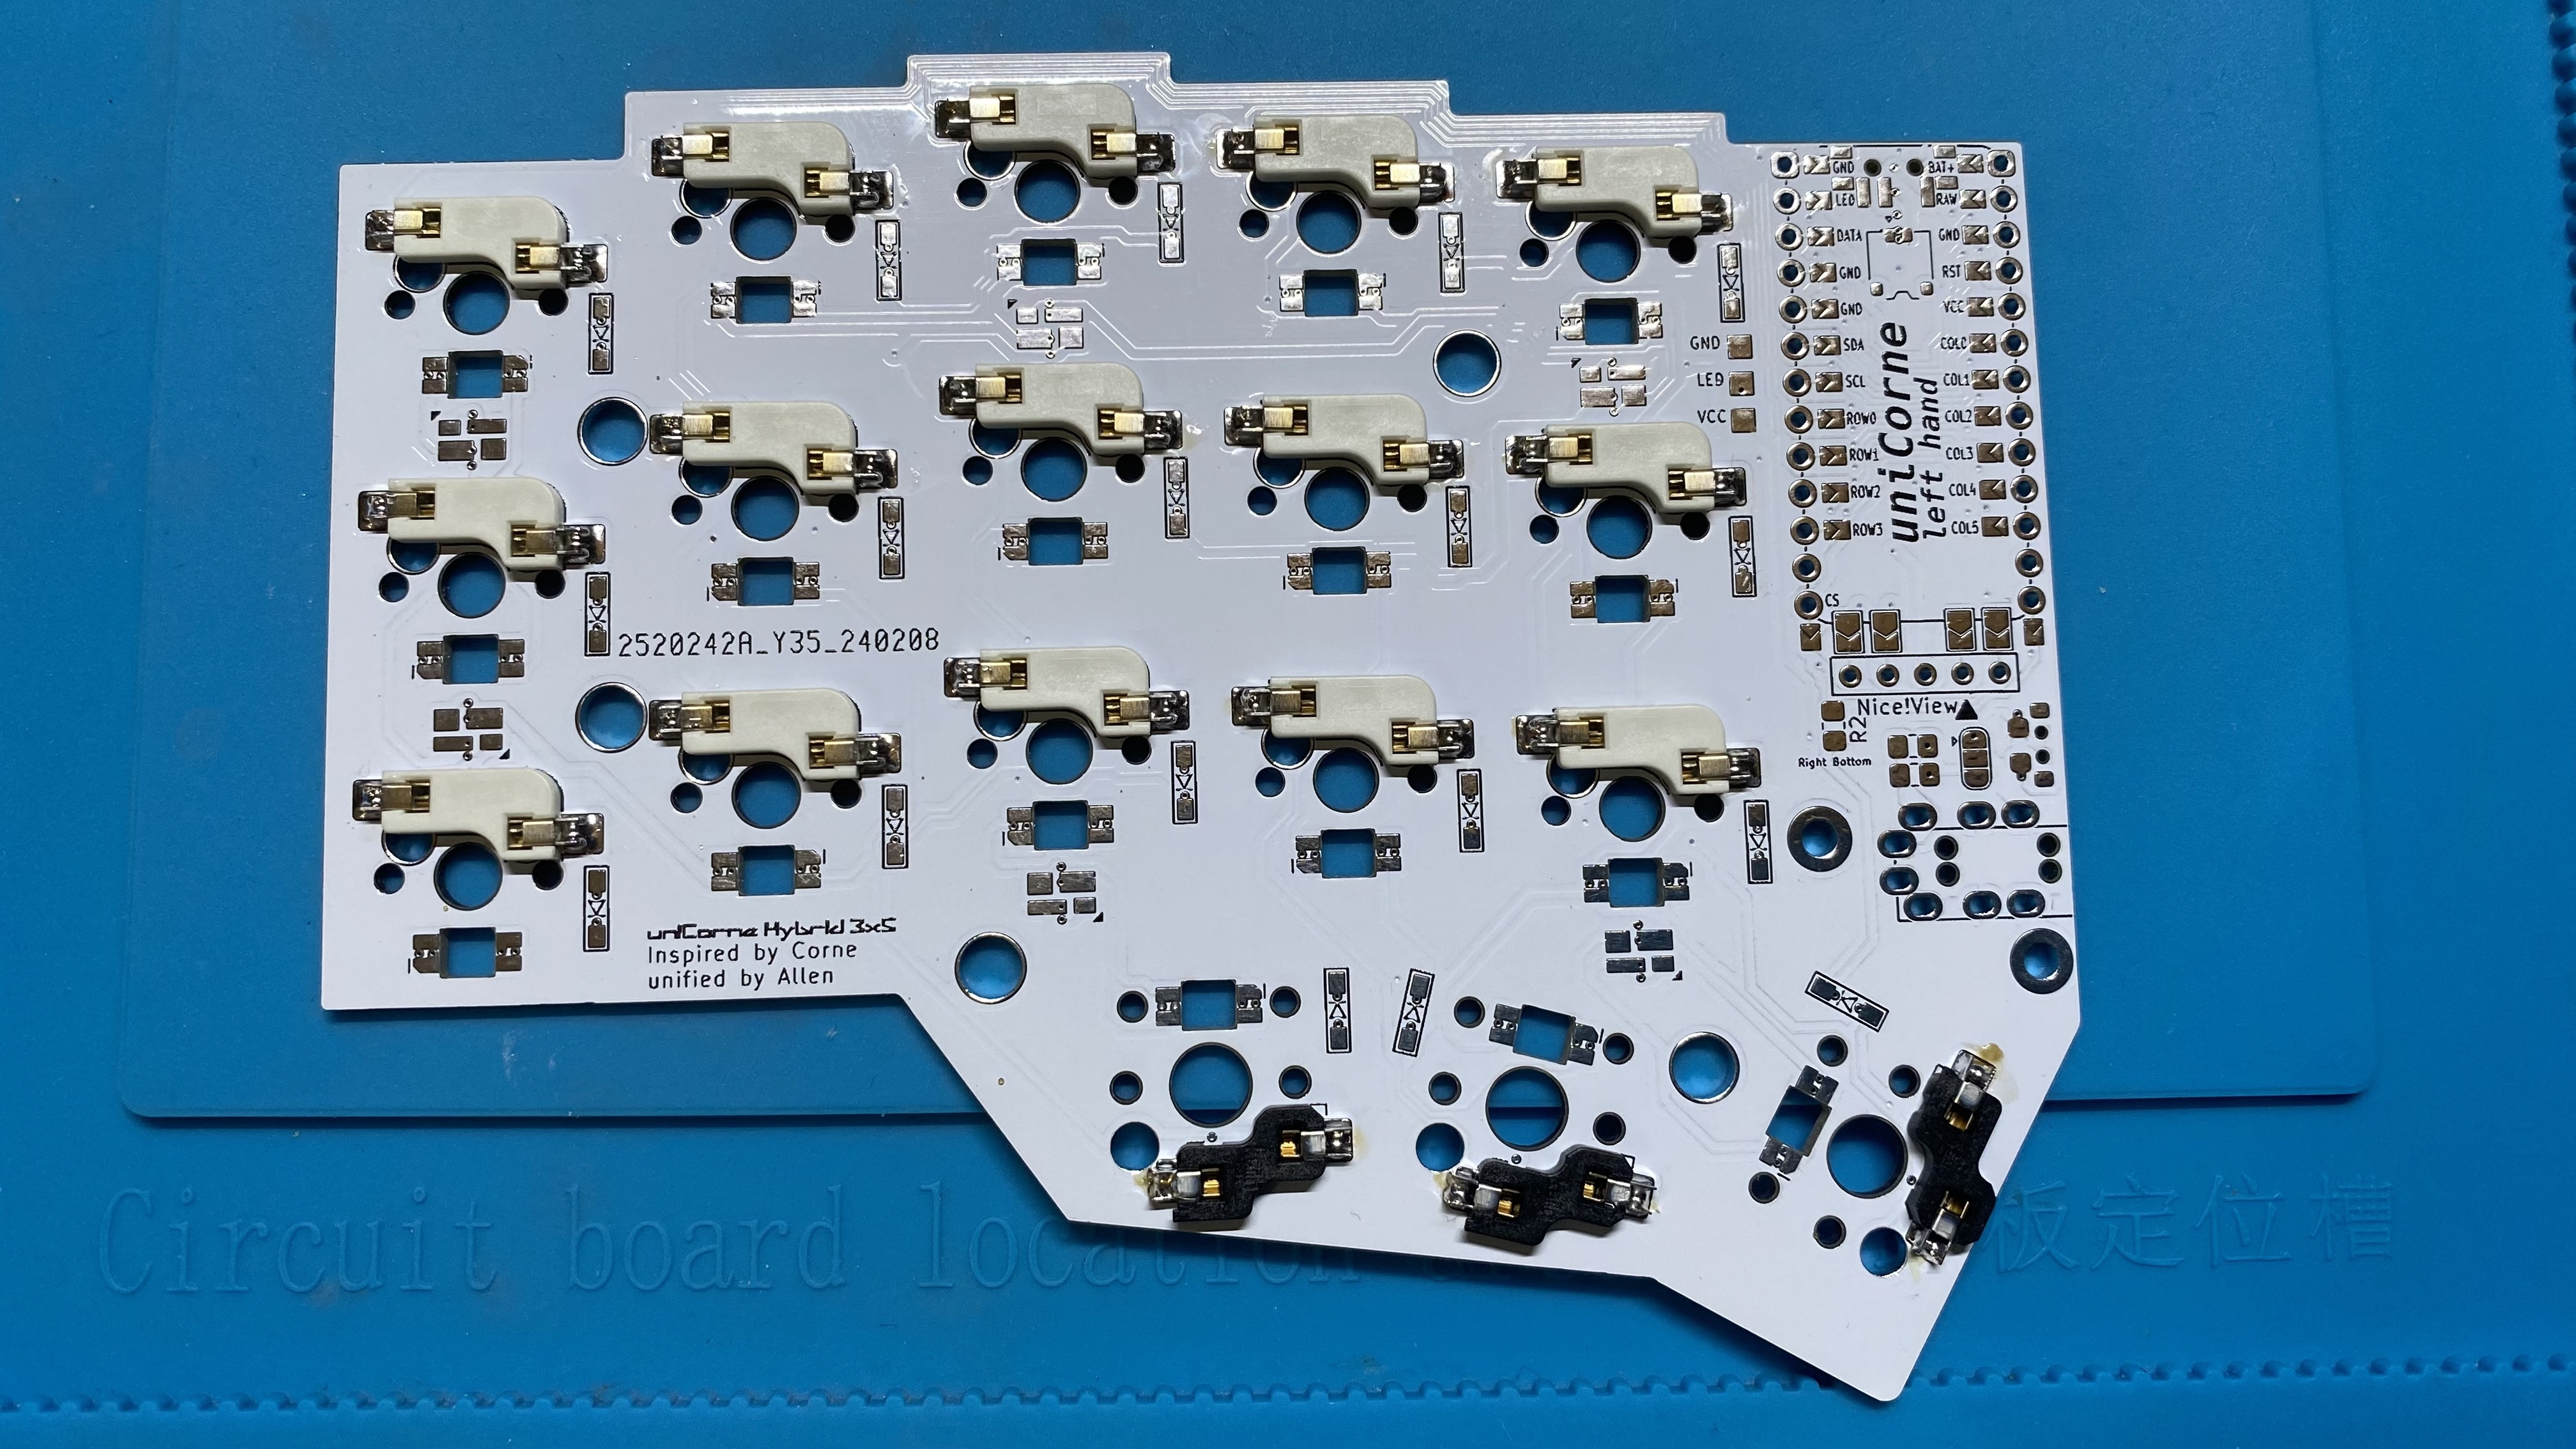 GND
BAT+
LED
RAW
DATA
GND
GND
RST
GND
VCC
SDA
COL0
SCL
COL1
ROW0
COL2
ROW1
COL3
ROW2
COL4
ROW3
COL5
uniCorne
left hand
GND
LED
VCC
CS
2520242A_Y35_240208
Nice!View
R2
Right Bottom
uniCorne Hybrid 3x5
Inspired by Corne
unified by Allen
Circuit board location
板定位槽